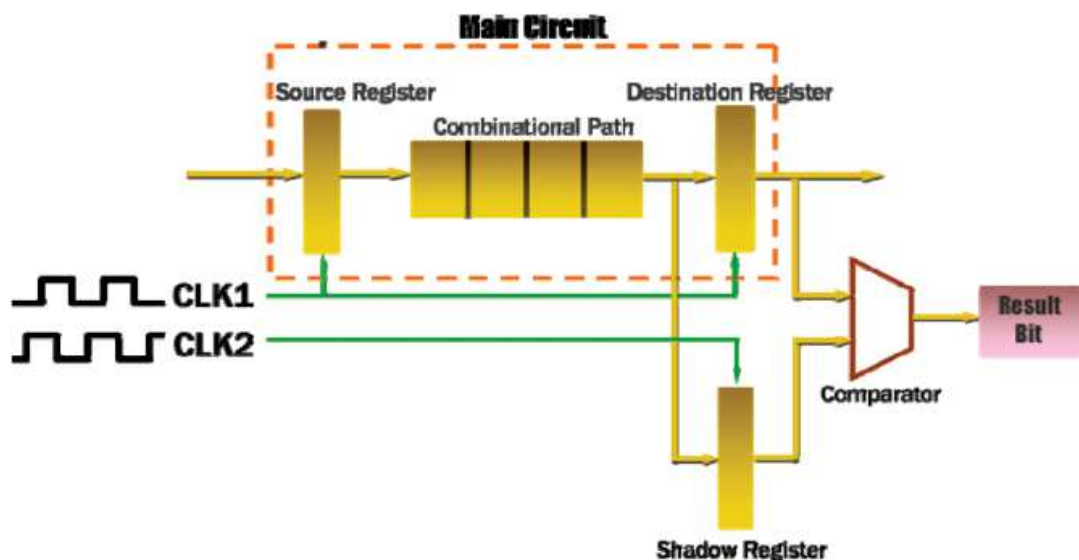 Main Circuit
Source Register
Destination Register
Combinational Path
CLK1
CLK2
Result
Bit
Comparator
Shadow Register